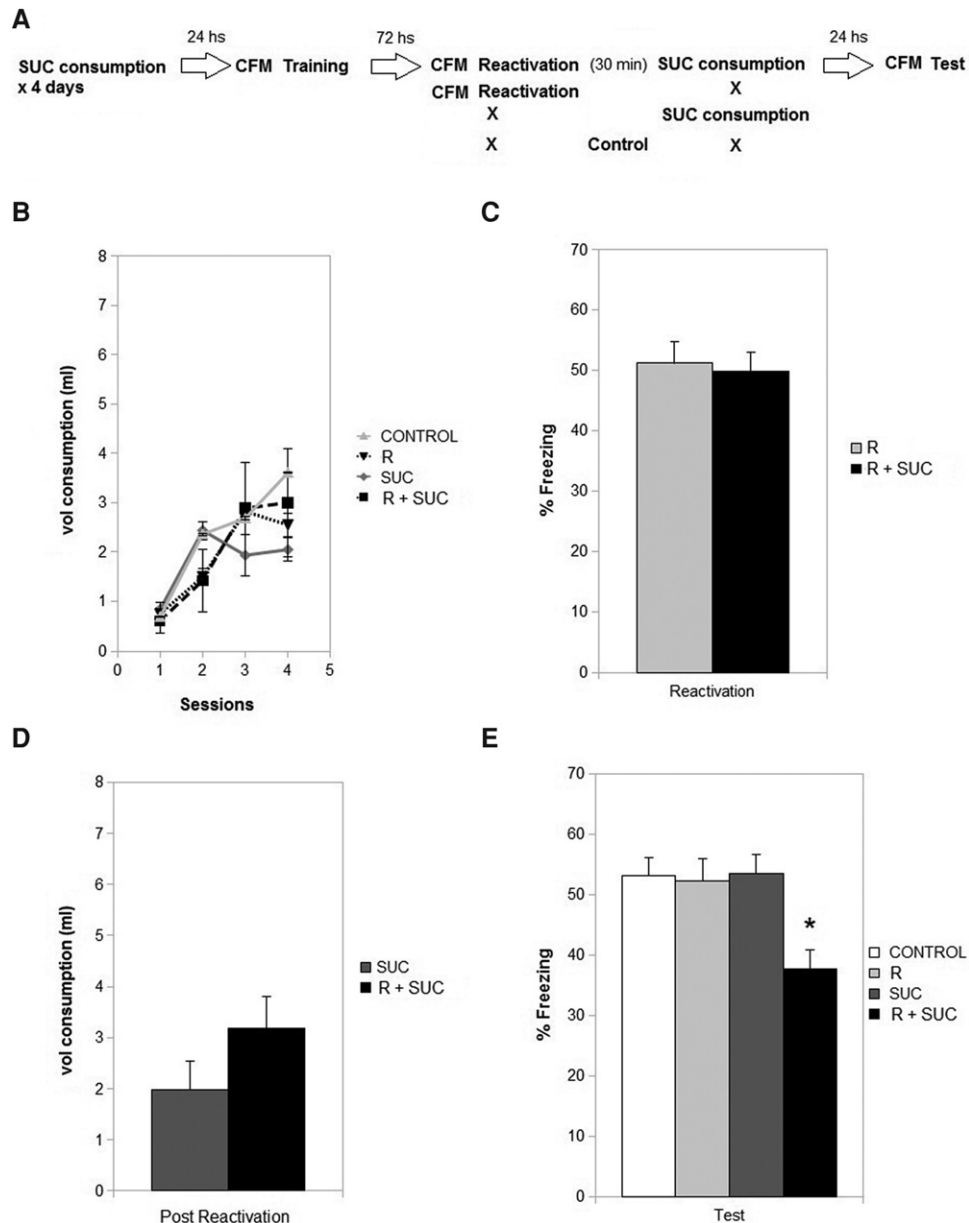 A
24 hs
72 hs
24 hs
SUC consumption
x 4 days
CFM Training
CFM Reactivation (30 min) SUC consumption
CFM Test
CFM Reactivation X
X SUC consumption
X Control X
B
vol consumption (ml)
8
7
6
5
4
3
2
1
0
0 1 2 3 4 5
Sessions
CONTROL
R
SUC
R + SUC
C
% Freezing
70
60
50
40
30
20
10
0
Reactivation
R
R + SUC
D
vol consumption (ml)
8
7
6
5
4
3
2
1
0
Post Reactivation
SUC
R + SUC
E
% Freezing
70
60
50
40
30
20
10
0
*
Test
CONTROL
R
SUC
R + SUC